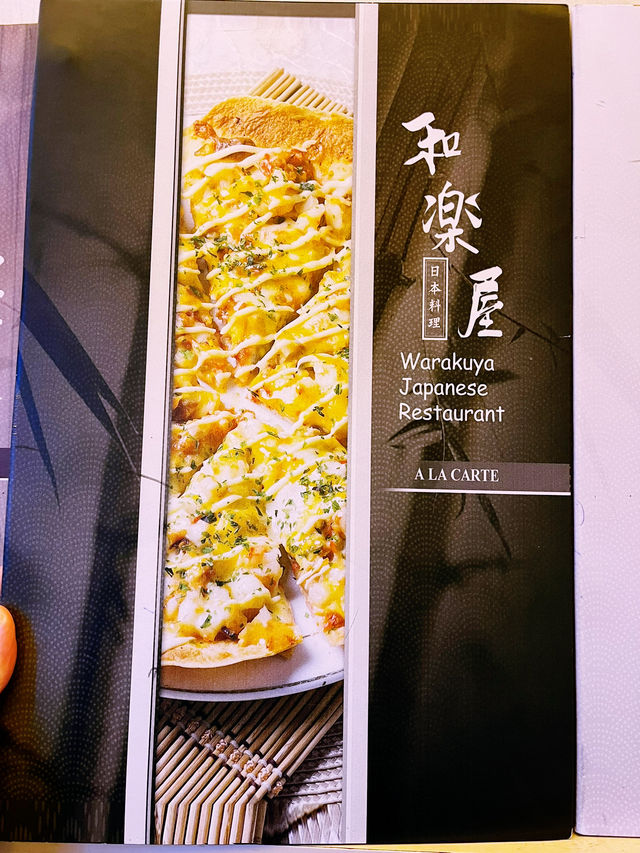 和楽屋
日本料理
Warakuya
Japanese
Restaurant
A LA CARTE